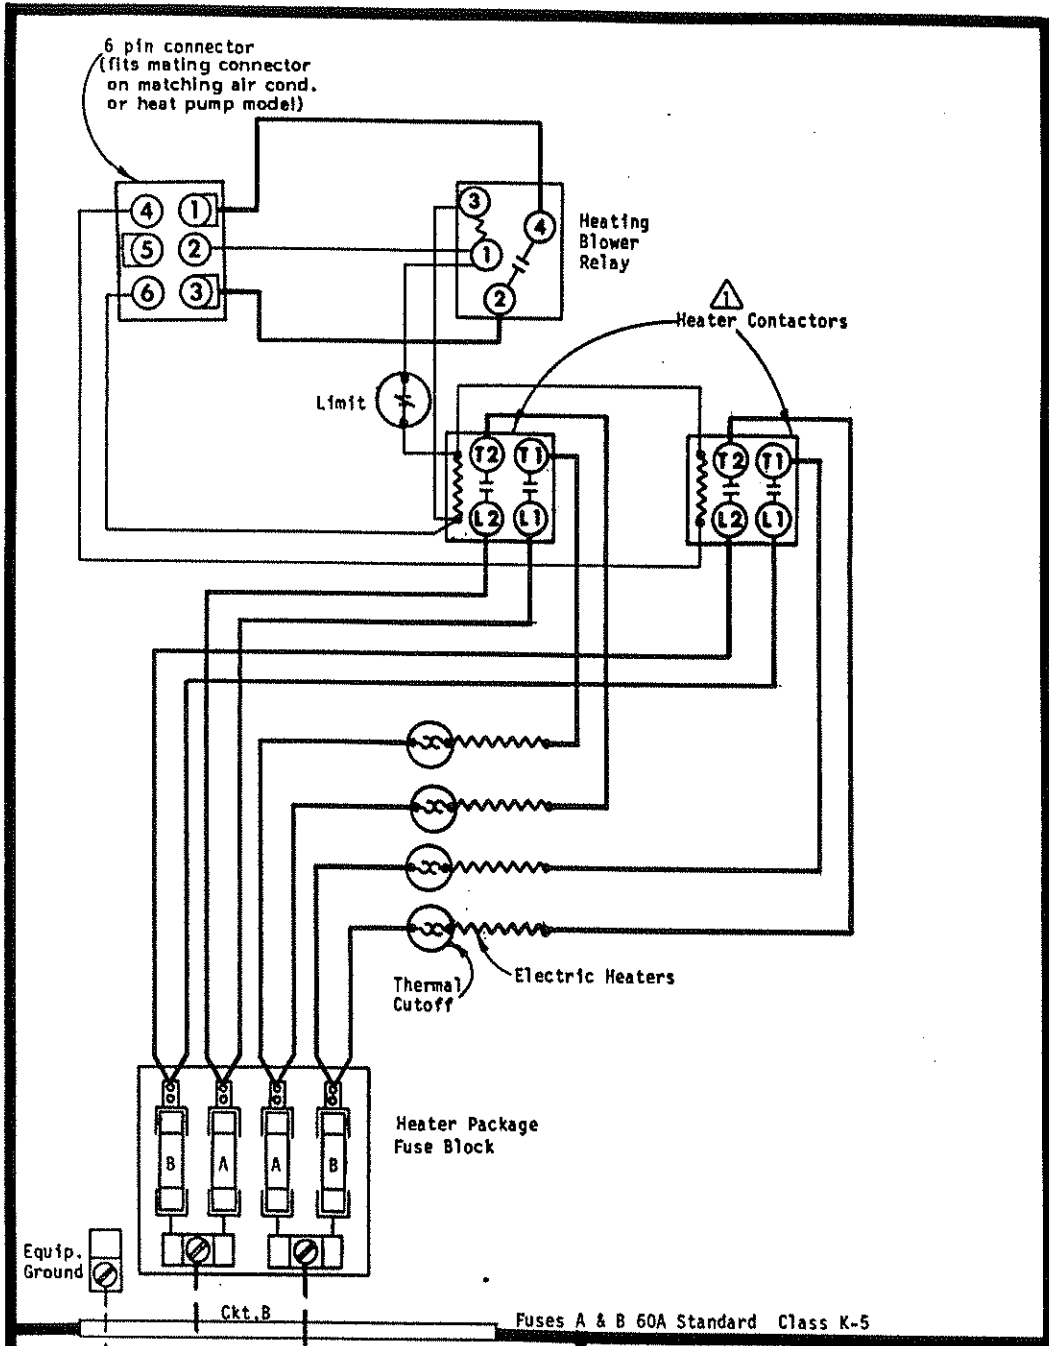 6 pin connector
(fits mating connector
on matching air cond.
or heat pump model)
4 1
5 2
6 3
3
4
1
2
Heating
Blower
Relay
1
Heater Contactors
Limit
T2 T1
L2 L1
T2 T1
L2 L1
Thermal
Cutoff
Electric Heaters
Heater Package
Fuse Block
B A A B
Equip.
Ground
Ckt.B
Fuses A & B 60A Standard Class K-5